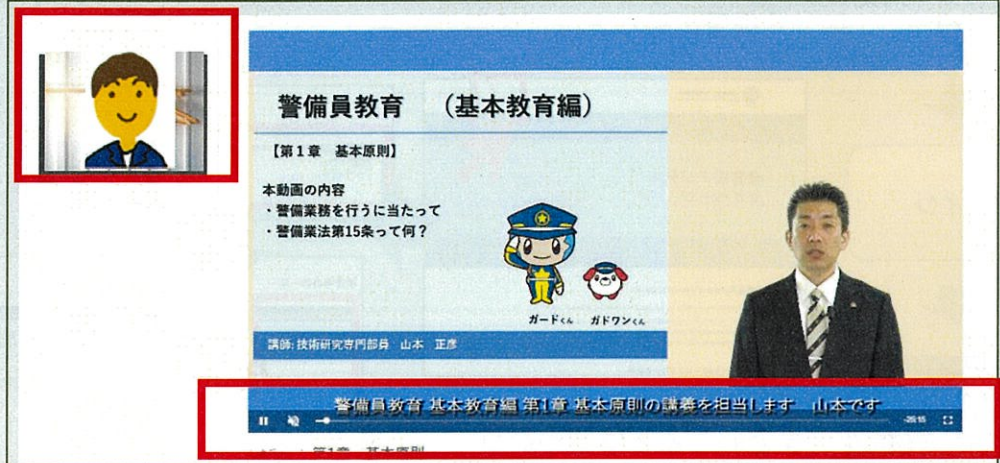 警備員教育　（基本教育編）
【第１章　基本原則】
本動画の内容
・警備業務を行うに当たって
・警備業法第15条って何？
ガードくん　ガドワンくん
講師: 技術研究専門部員　山本　正彦
警備員教育 基本教育編 第1章 基本原則の講義を担当します　山本です
第1章　基本原則